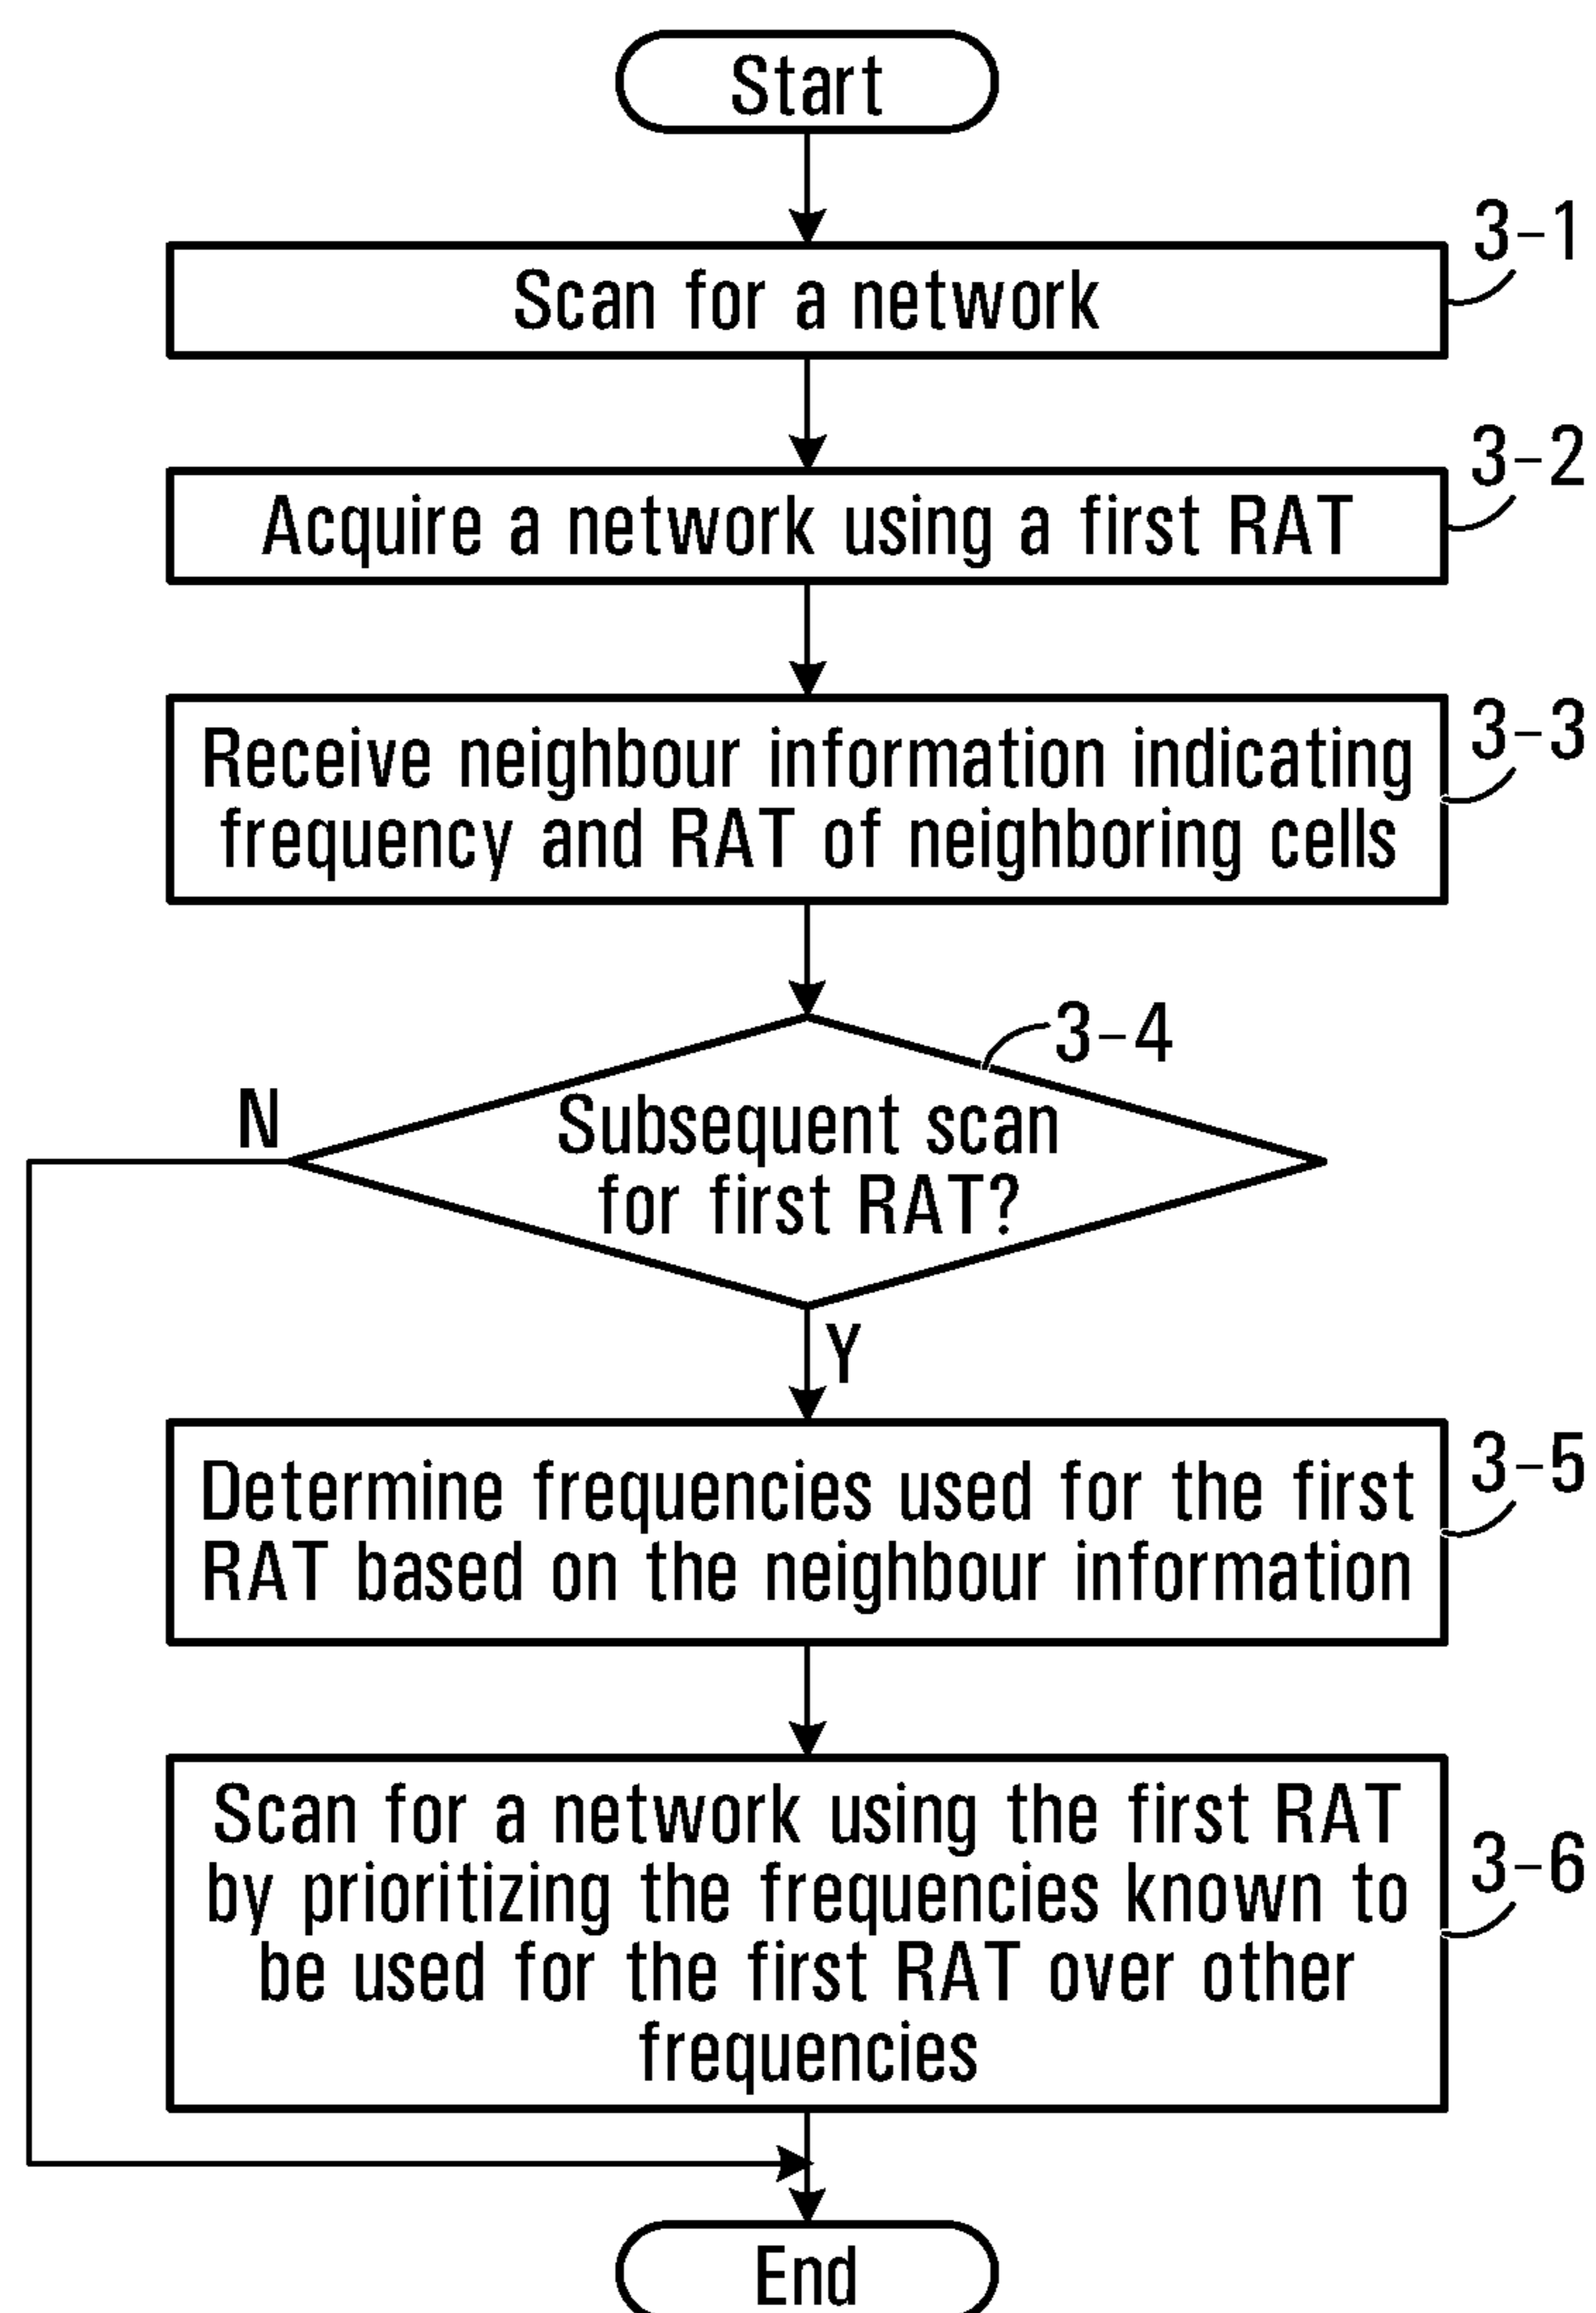 Start
3-1
Scan for a network
3-2
Acquire a network using a first RAT
3-3
Receive neighbour information indicating
frequency and RAT of neighboring cells
3-4
N
Subsequent scan
for first RAT?
Y
3-5
Determine frequencies used for the first
RAT based on the neighbour information
3-6
Scan for a network using the first RAT
by prioritizing the frequencies known to
be used for the first RAT over other
frequencies
End